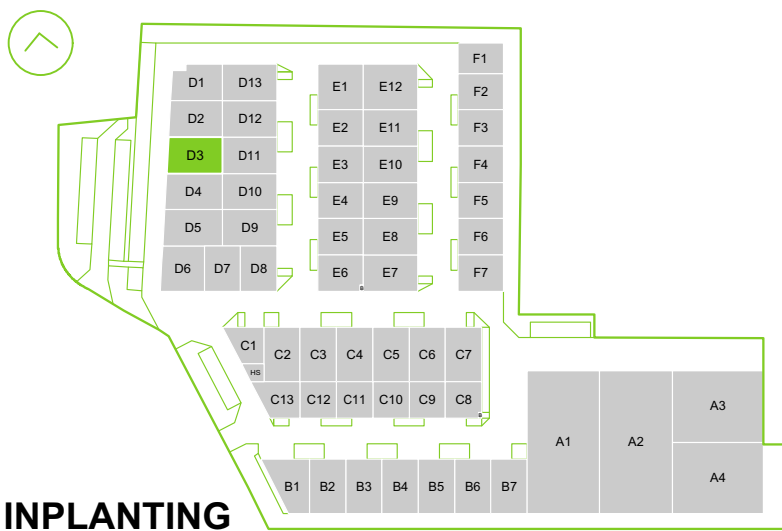 F1
D1 D13 E1 E12 F2
D2 D12 E2 E11 F3
D3 D11 E3 E10 F4
D4 D10 E4 E9 F5
D5 D9 E5 E8 F6
D6 D7 D8 E6 E7 F7
B
C1 C2 C3 C4 C5 C6 C7
HS
C13 C12 C11 C10 C9 C8
B
A1 A2 A3
A4
B1 B2 B3 B4 B5 B6 B7
INPLANTING